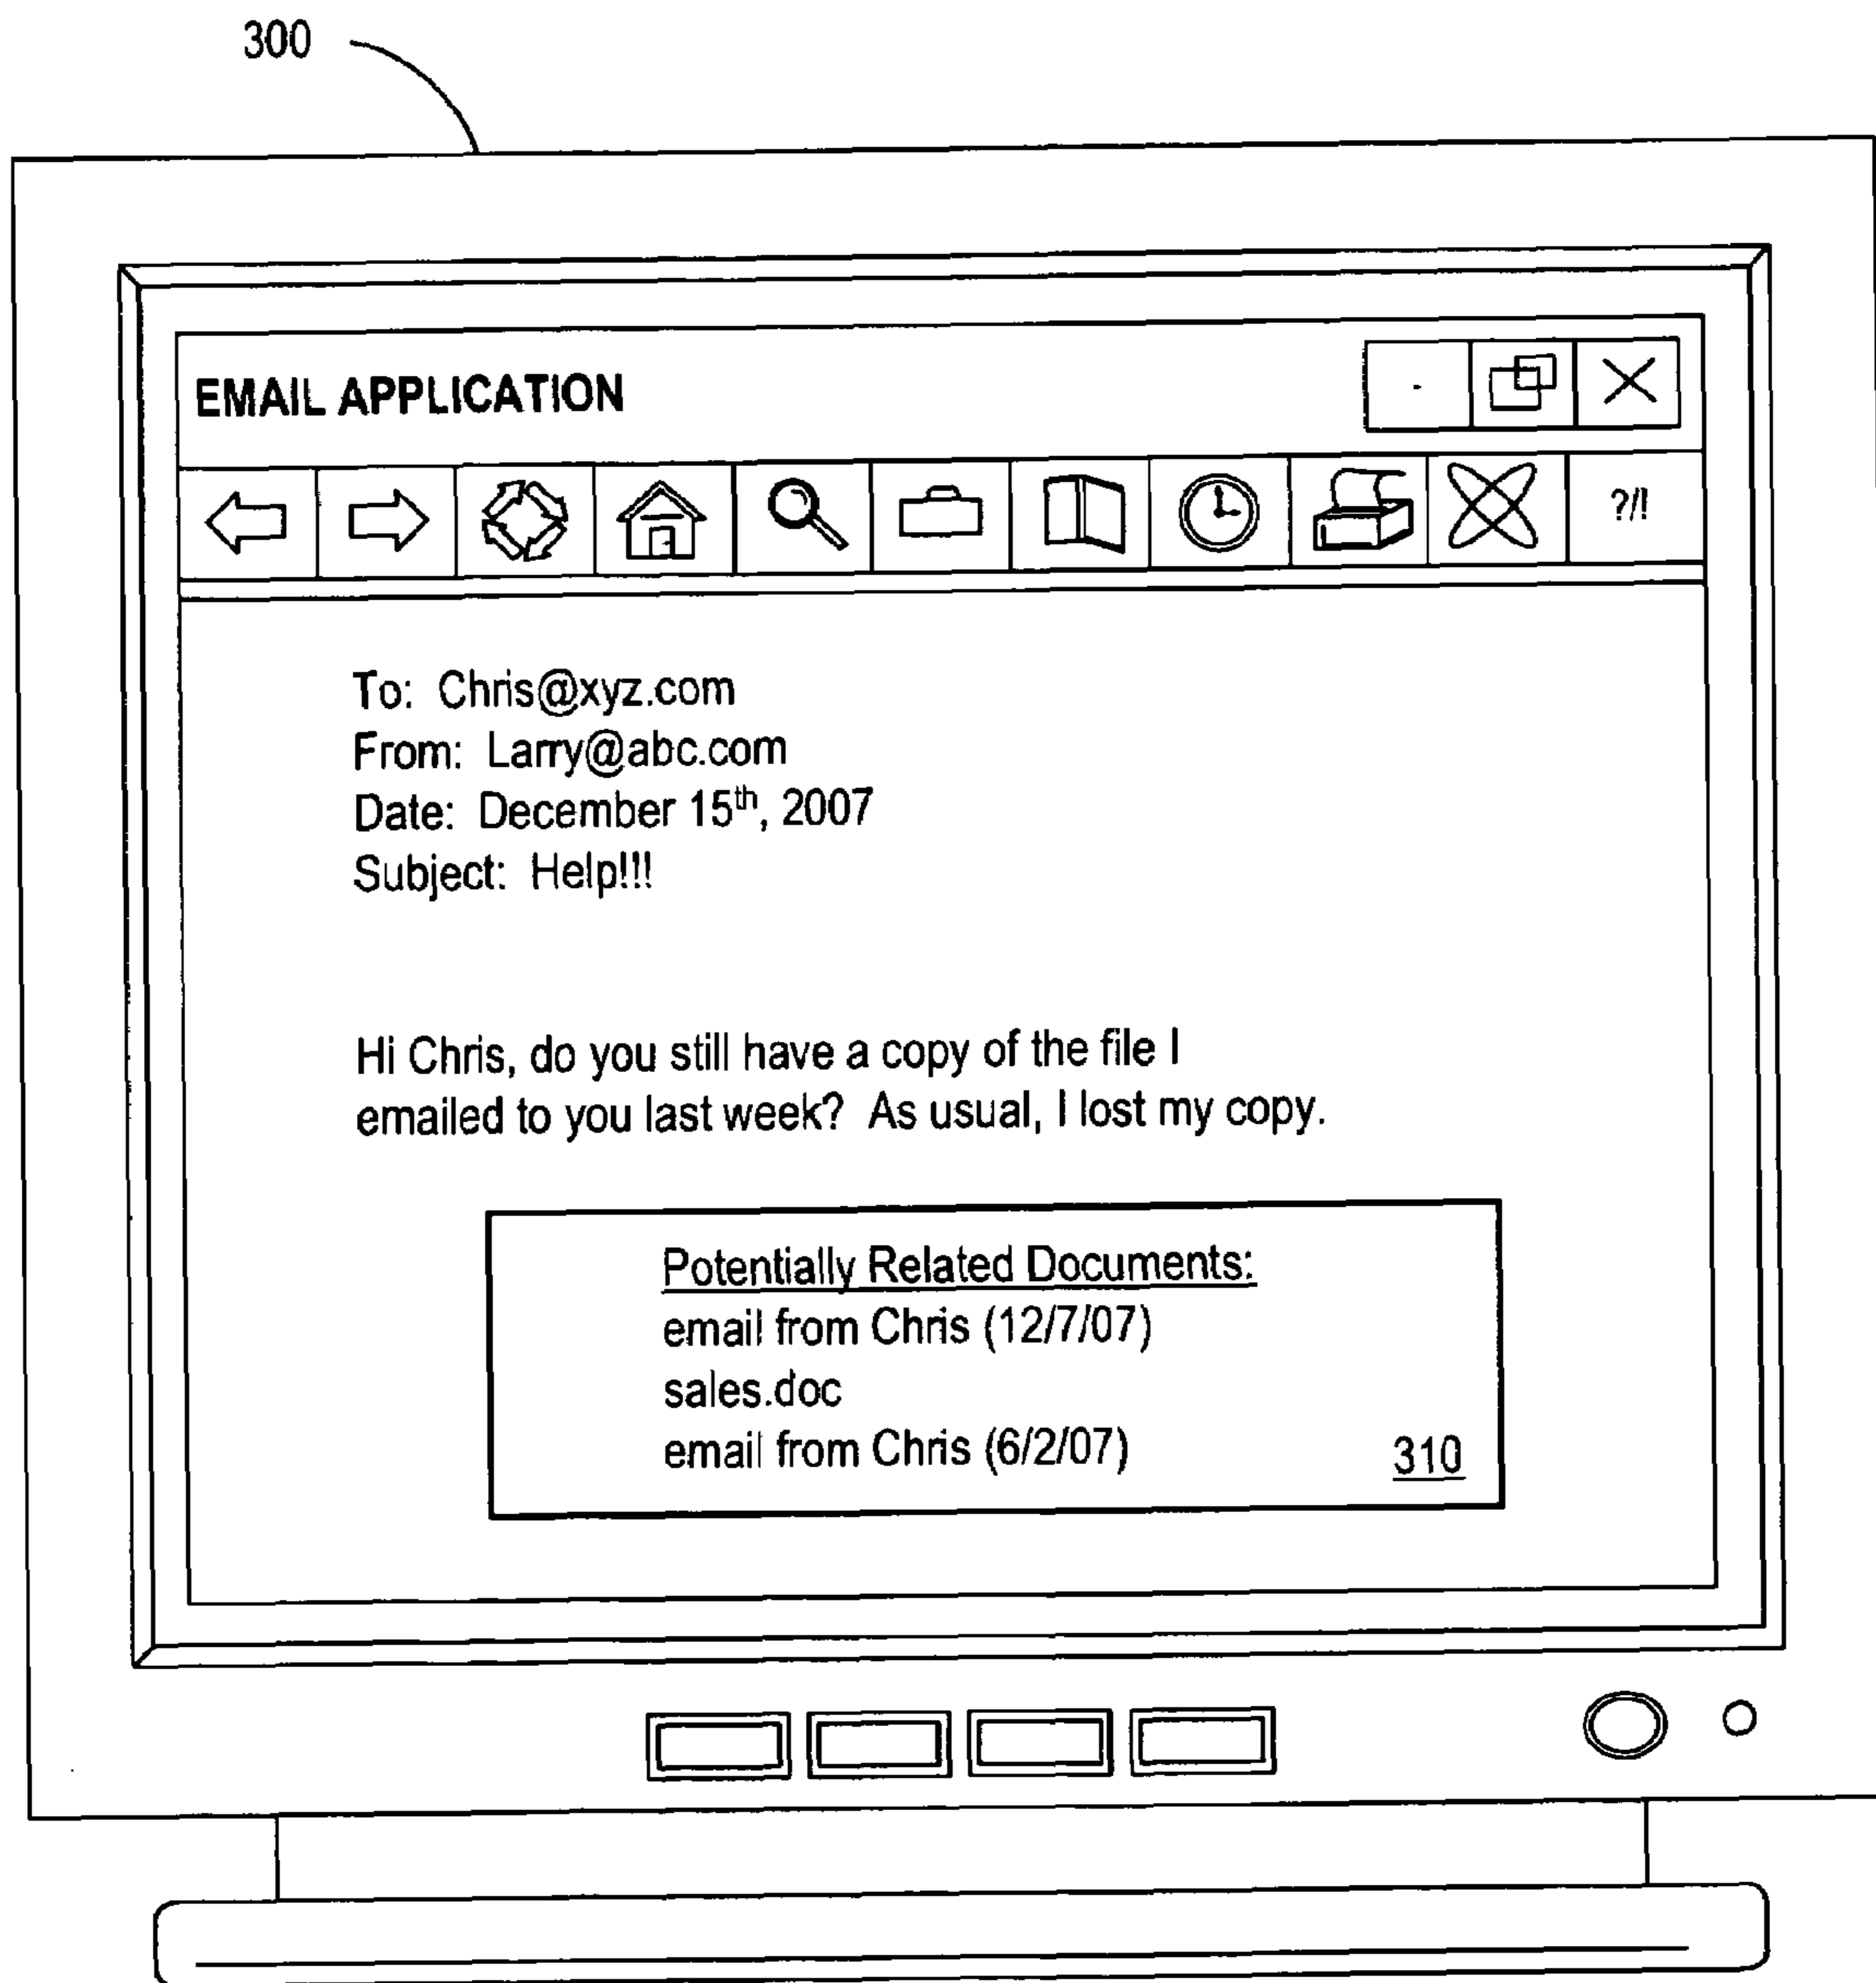 300
EMAIL APPLICATION
?/!
To: Chris@xyz.com
From: Larry@abc.com
Date: December 15th, 2007
Subject: Help!!!
Hi Chris, do you still have a copy of the file I
emailed to you last week? As usual, I lost my copy.
Potentially Related Documents:
email from Chris (12/7/07)
sales.doc
email from Chris (6/2/07)
310